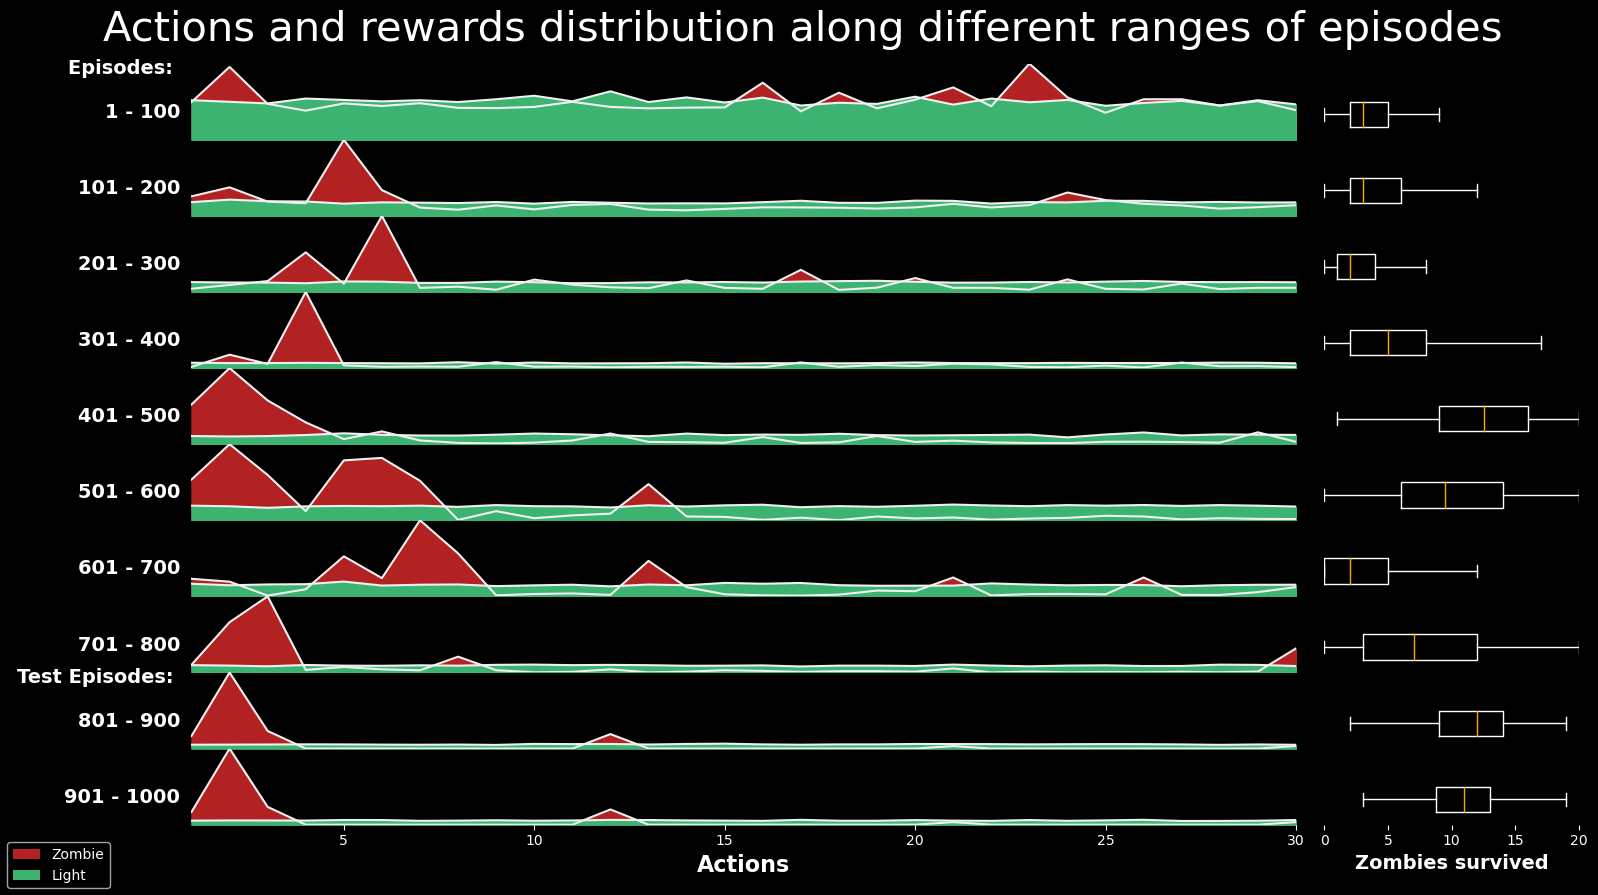 Actions and rewards distribution along different ranges of episodes
Episodes:
1 - 100
101 - 200
201 - 300
301 - 400
401 - 500
501 - 600
601 - 700
701 - 800
Test Episodes:
801 - 900
901 - 1000
5 10 15 20 25 30
0 5 10 15 20
Actions
Zombies survived
Zombie
Light